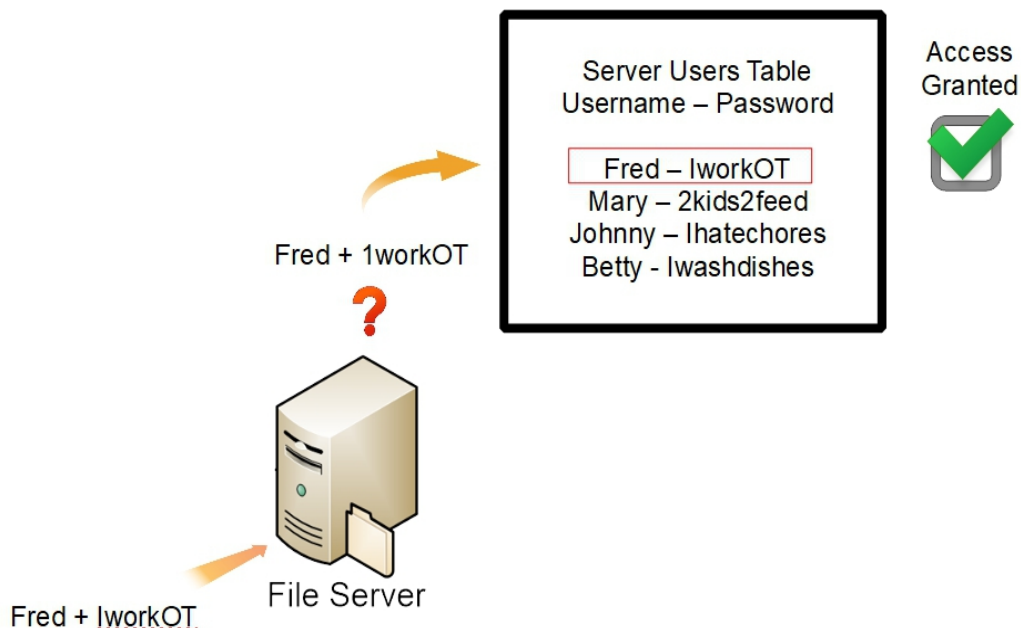 Server Users Table
Username – Password
Access
Granted
Fred – IworkOT
Mary – 2kids2feed
Johnny – Ihatechores
Betty - Iwashdishes
Fred + 1workOT
?
File Server
Fred + IworkOT